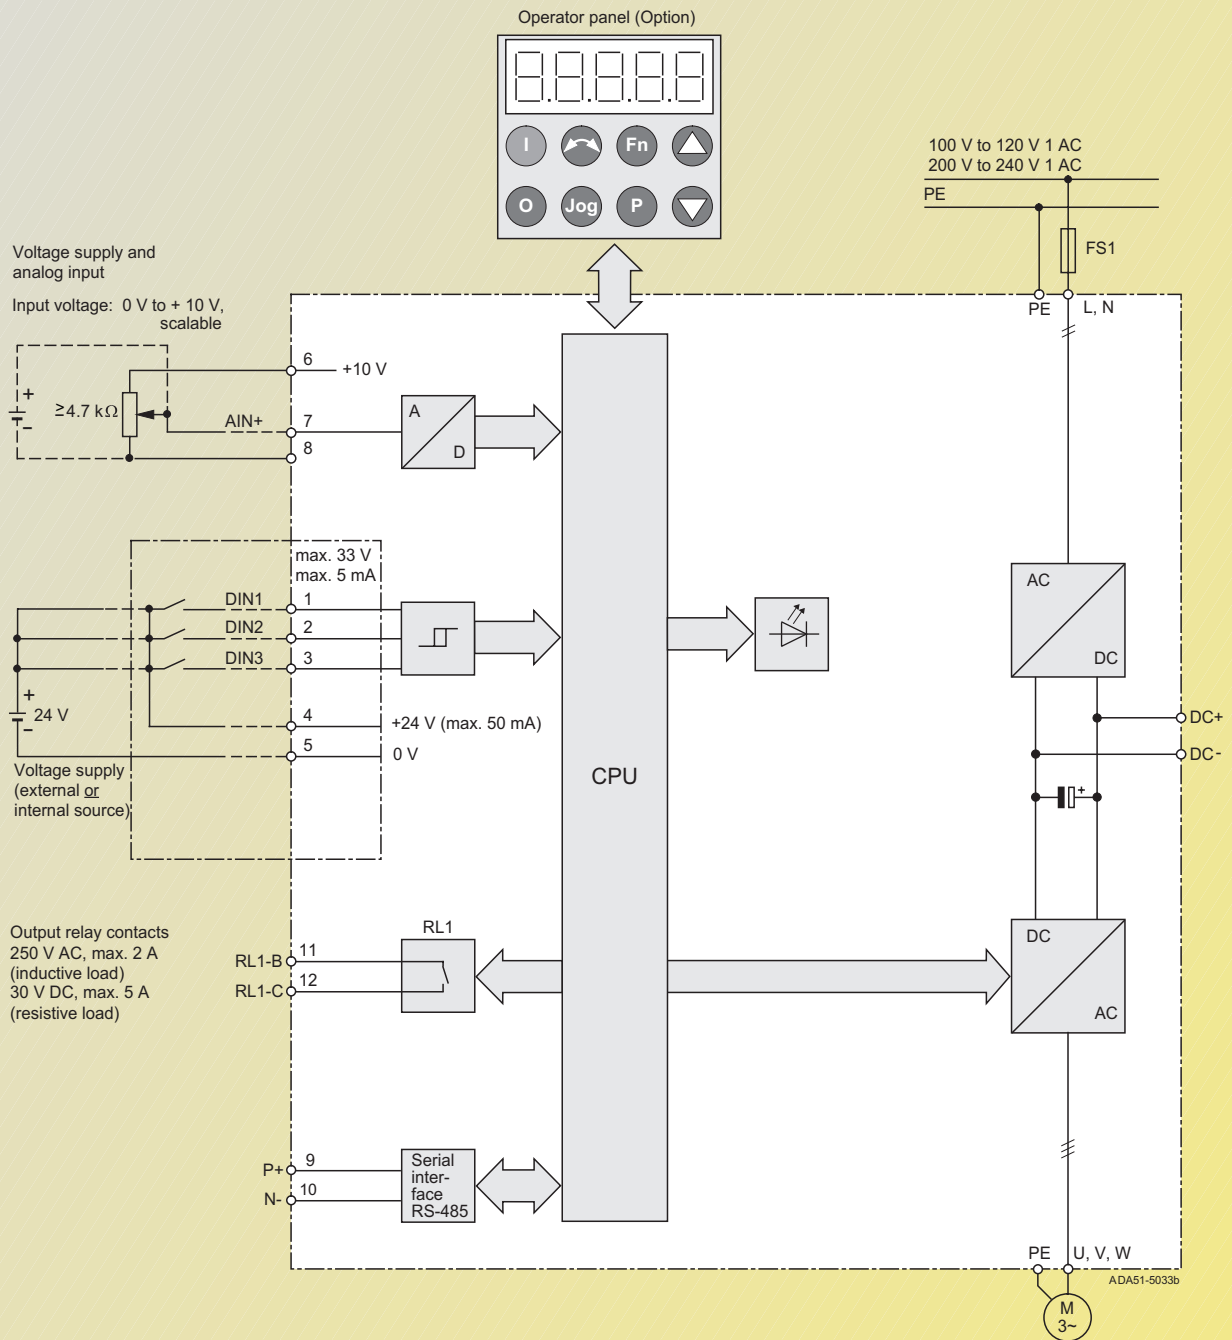 Operator panel (Option)
8.8.8.8.8
I
Fn
O
Jog
P
100 V to 120 V 1 AC
200 V to 240 V 1 AC
PE
FS1
PE
L, N
Voltage supply and
analog input
Input voltage: 0 V to + 10 V,
scalable
+
-
≥4.7 kΩ
AIN+
6
+10 V
7
8
A
D
max. 33 V
max. 5 mA
DIN1
1
DIN2
2
DIN3
3
4
+24 V (max. 50 mA)
5
0 V
+
24 V
-
Voltage supply
(external or
internal source)
CPU
AC
DC
DC+
DC-
+
Output relay contacts
250 V AC, max. 2 A
(inductive load)
30 V DC, max. 5 A
(resistive load)
RL1
RL1-B
11
RL1-C
12
DC
AC
P+
9
N-
10
Serial
inter-
face
RS-485
PE
U, V, W
ADA51-5033b
M
3~